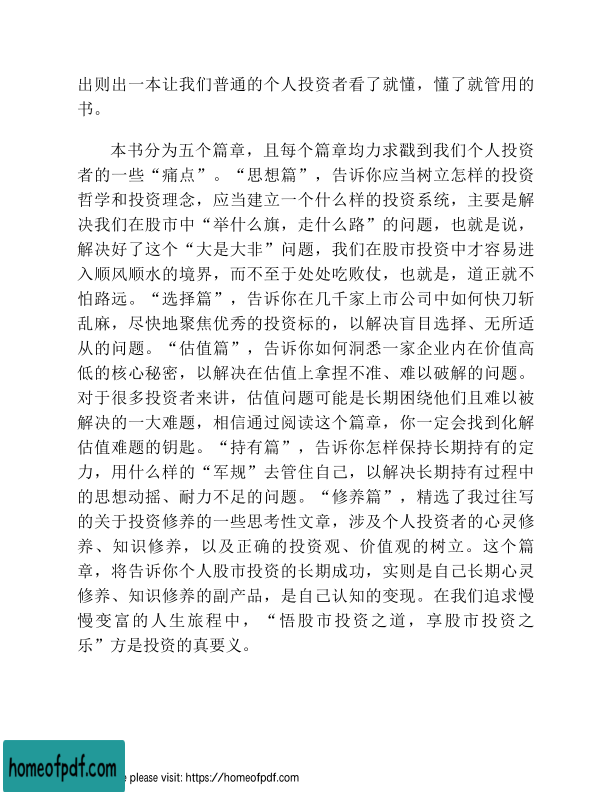 出则出一本让我们普通的个人投资者看了就懂，懂了就管用的
书。
本书分为五个篇章，且每个篇章均力求戳到我们个人投资
者的一些“痛点”。“思想篇”，告诉你应当树立怎样的投资
哲学和投资理念，应当建立一个什么样的投资系统，主要是解
决我们在股市中“举什么旗，走什么路”的问题，也就是说，
解决好了这个“大是大非”问题，我们在股市投资中才容易进
入顺风顺水的境界，而不至于处处吃败仗，也就是，道正就不
怕路远。“选择篇”，告诉你在几千家上市公司中如何快刀斩
乱麻，尽快地聚焦优秀的投资标的，以解决盲目选择、无所适
从的问题。“估值篇”，告诉你如何洞悉一家企业内在价值高
低的核心秘密，以解决在估值上拿捏不准、难以破解的问题。
对于很多投资者来讲，估值问题可能是长期困绕他们且难以被
解决的一大难题，相信通过阅读这个篇章，你一定会找到化解
估值难题的钥匙。“持有篇”，告诉你怎样保持长期持有的定
力，用什么样的“军规”去管住自己，以解决长期持有过程中
的思想动摇、耐力不足的问题。“修养篇”，精选了我过往写
的关于投资修养的一些思考性文章，涉及个人投资者的心灵修
养、知识修养，以及正确的投资观、价值观的树立。这个篇
章，将告诉你个人股市投资的长期成功，实则是自己长期心灵
修养、知识修养的副产品，是自己认知的变现。在我们追求慢
慢变富的人生旅程中，“悟股市投资之道，享股市投资之
乐”方是投资的真要义。
homeofpdf.com
e please visit: https://homeofpdf.com